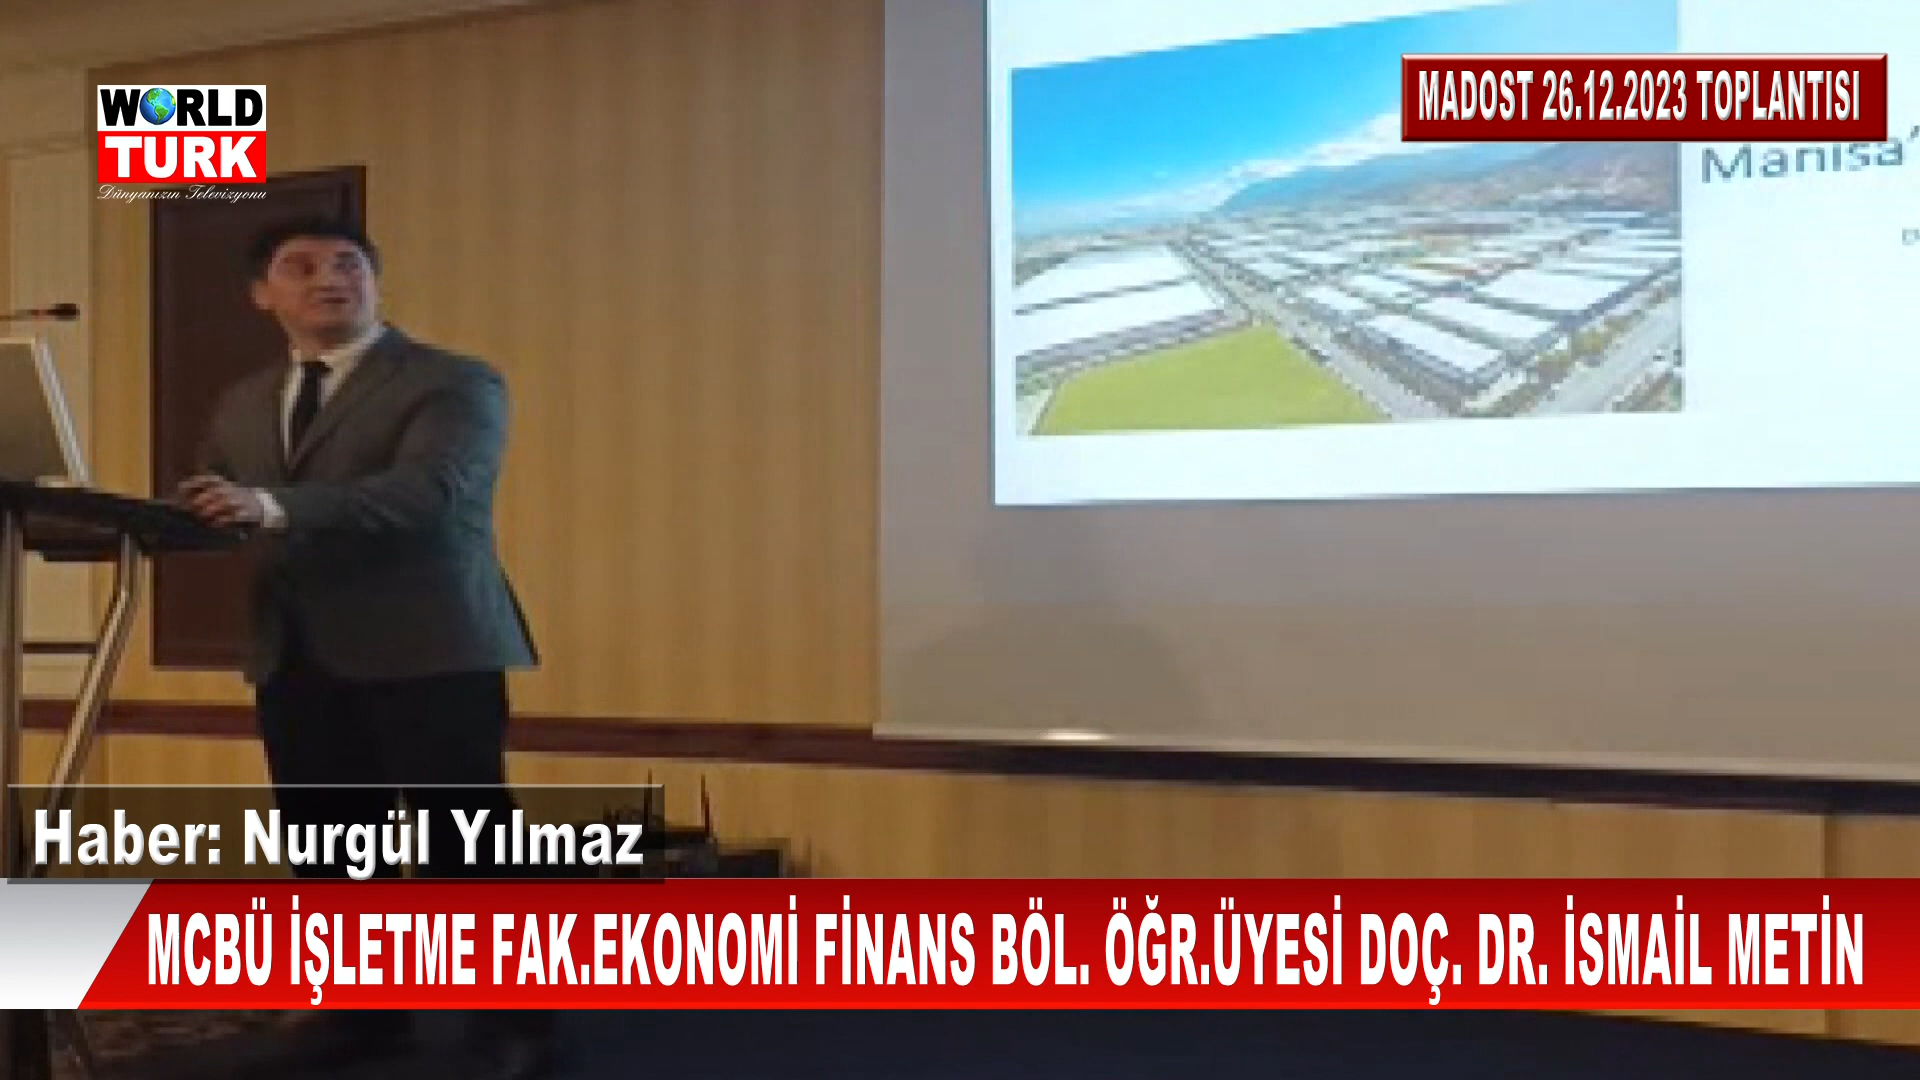 WORLD
TURK
Dünyanızın Televizyonu
MADOST 26.12.2023 TOPLANTISI
Manisa'
Haber: Nurgül Yılmaz
MCBÜ İŞLETME FAK.EKONOMİ FİNANS BÖL. ÖĞR.ÜYESİ DOÇ. DR. İSMAİL METİN